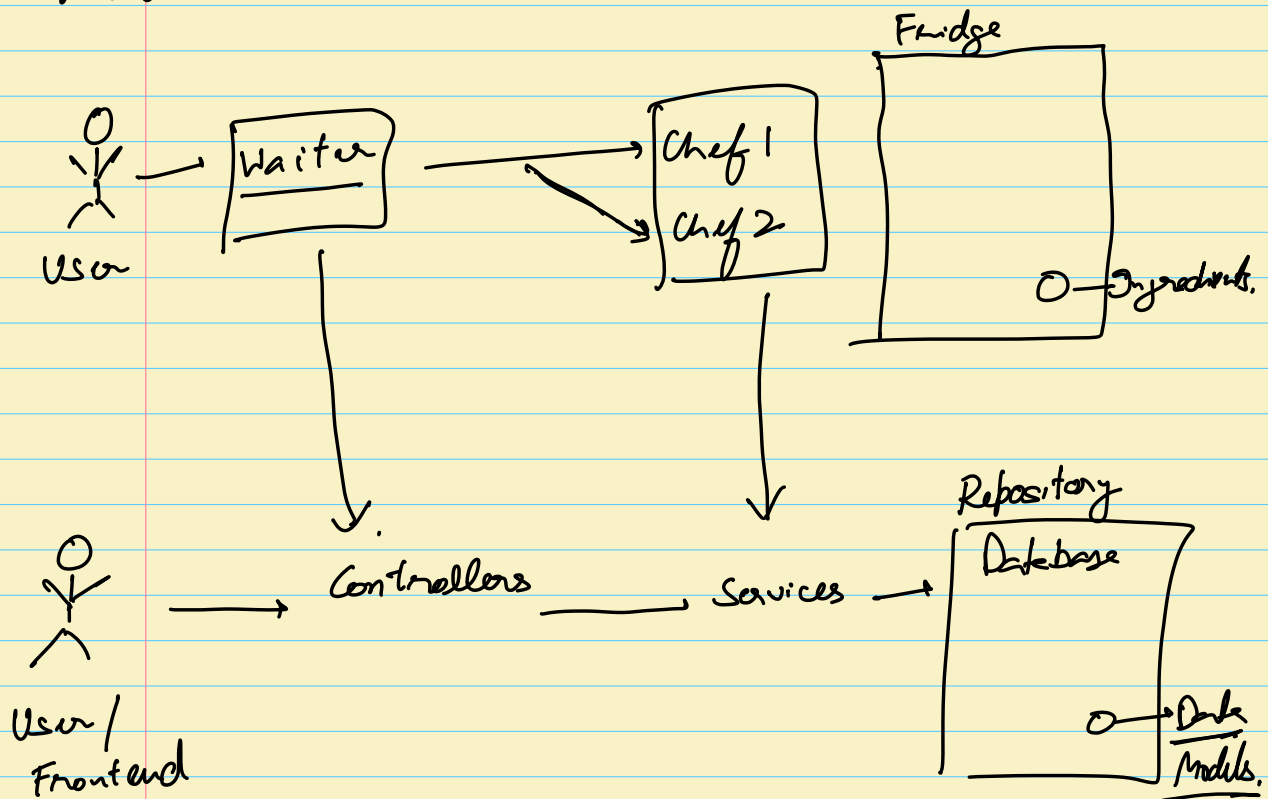 Fridge
Waiter
Chef 1
Chef 2
User
Ingredients.
Repository
Database
Controllers
Services
User/
Frontend
Data
Models.